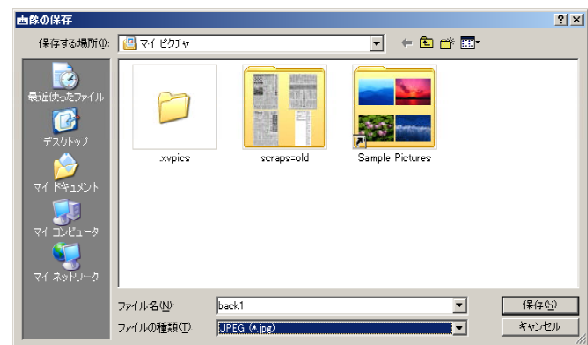 画像の保存
保存する場所(I):
マイ ピクチャ
最近使ったファイル
デスクトップ
マイ ドキュメント
マイ コンピュータ
マイ ネットワーク
.xvpics
scraps-old
Sample Pictures
ファイル名(N):
back1
保存(S)
ファイルの種類(T):
JPEG (*.jpg)
キャンセル